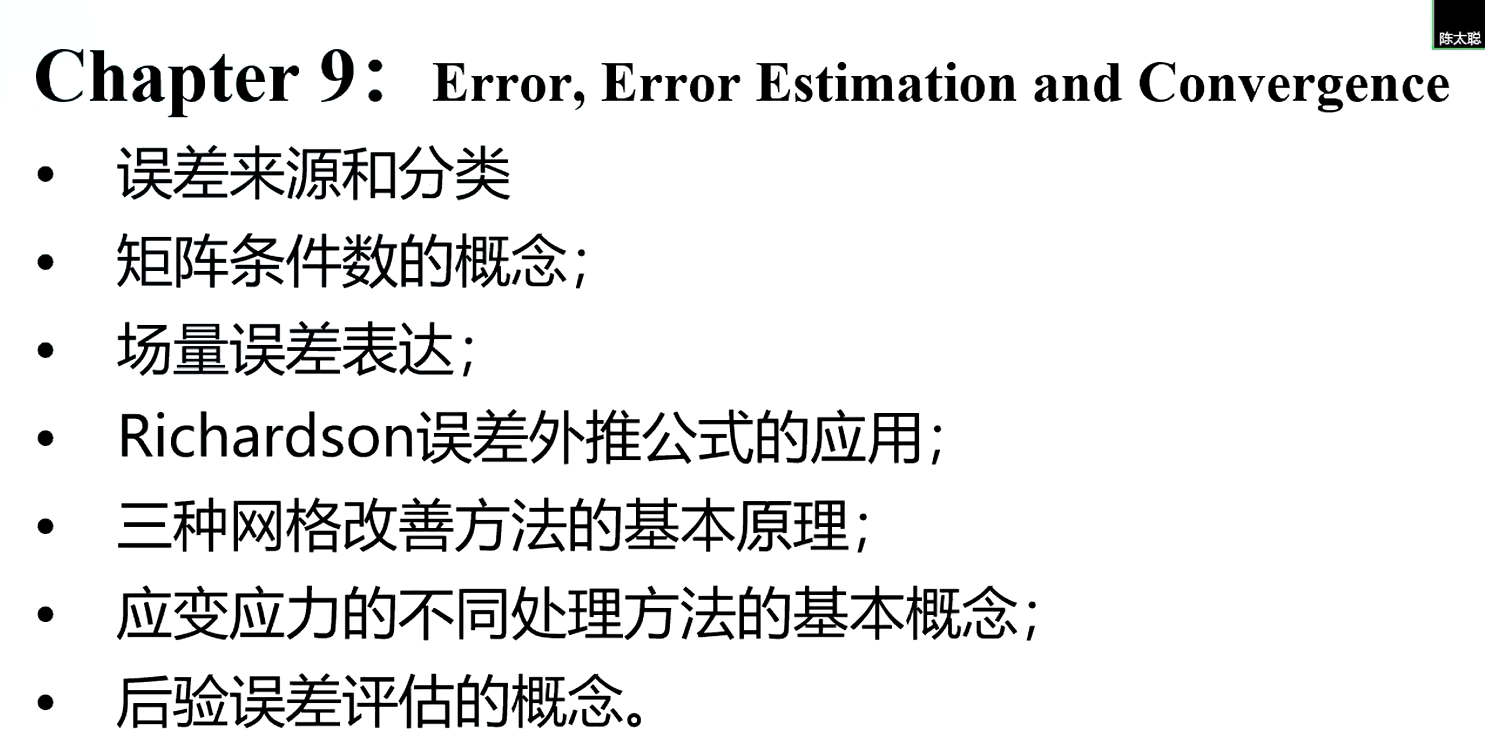 陈太聪
Chapter 9：Error, Error Estimation and Convergence
• 误差来源和分类
• 矩阵条件数的概念；
• 场量误差表达；
• Richardson误差外推公式的应用；
• 三种网格改善方法的基本原理；
• 应变应力的不同处理方法的基本概念；
• 后验误差评估的概念。